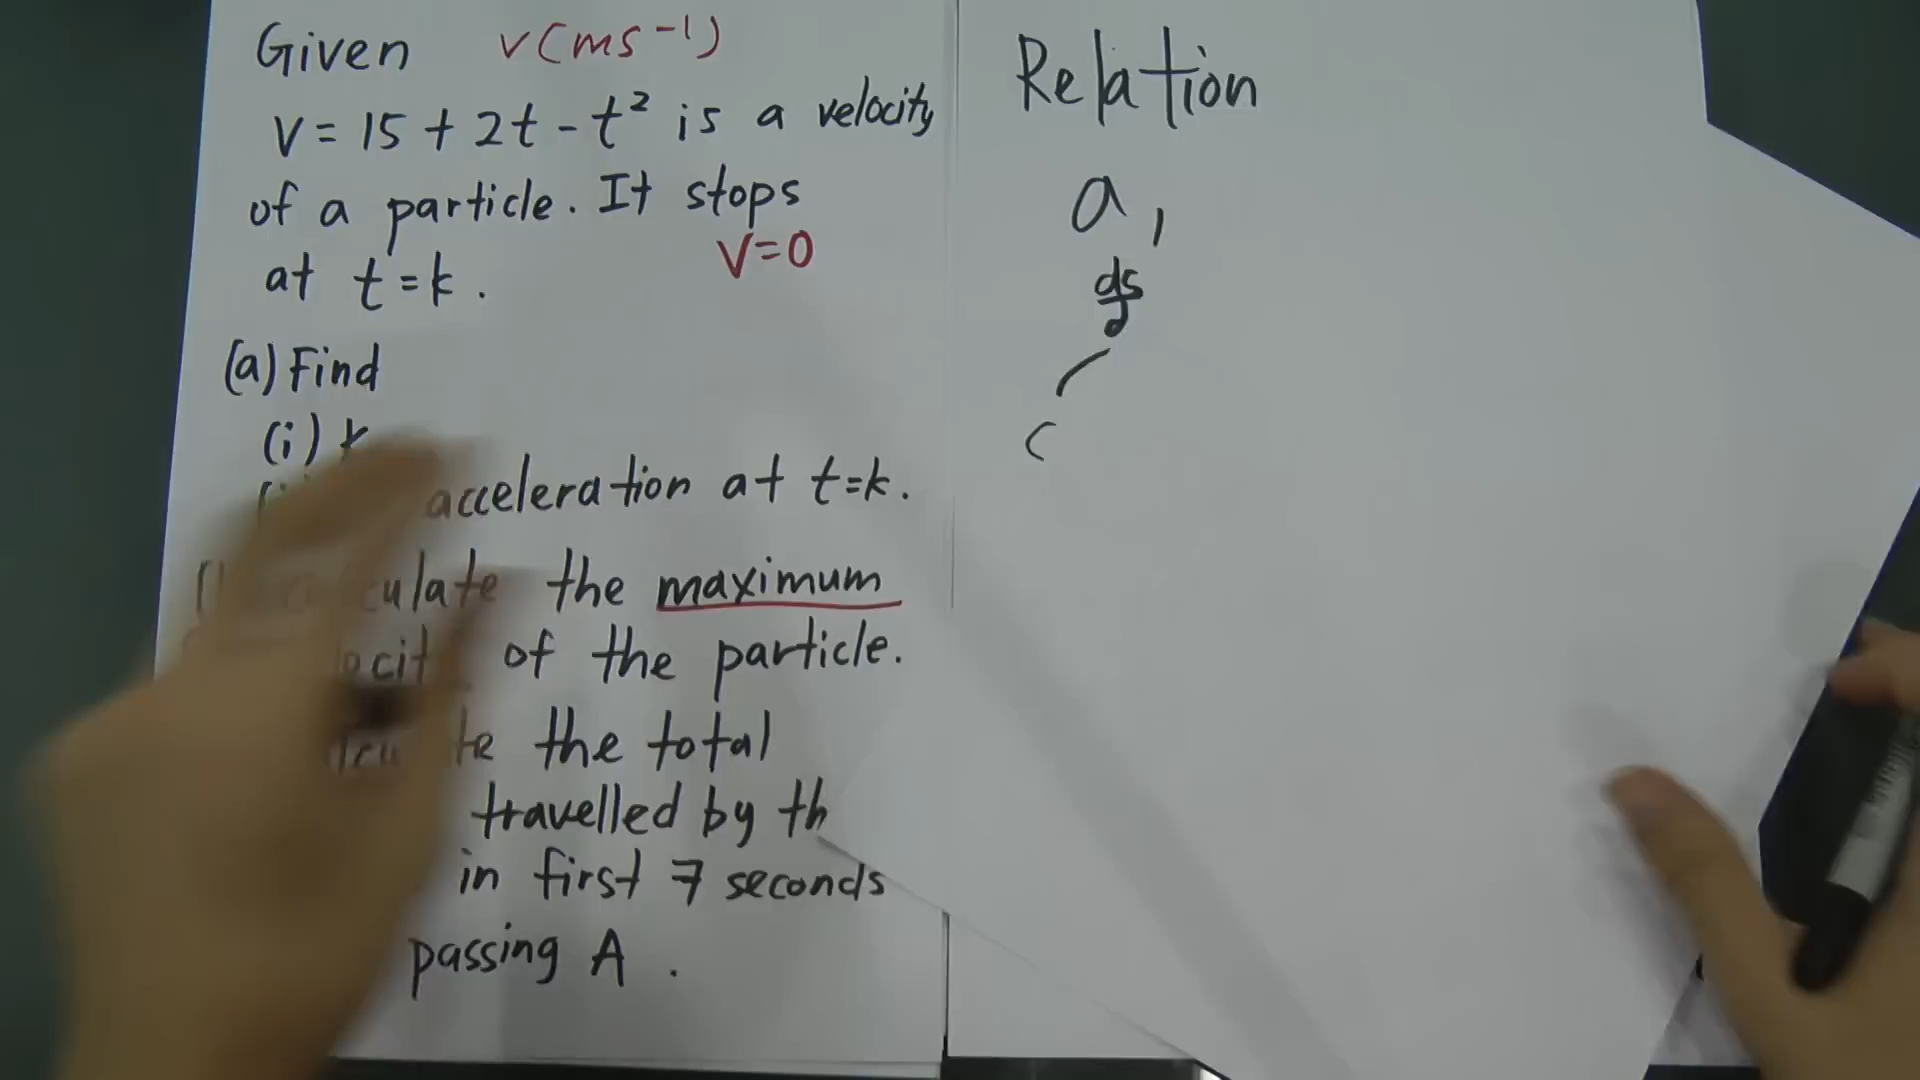 Given v(ms⁻¹)
V = 15 + 2t - t² is a velocity
of a particle. It stops
V=0
at t=k.
(a) Find
(i) k
acceleration at t=k.
the maximum
of the particle.
the total
travelled by th
in first 7 seconds
passing A.
Relation
a,
ds
d
(